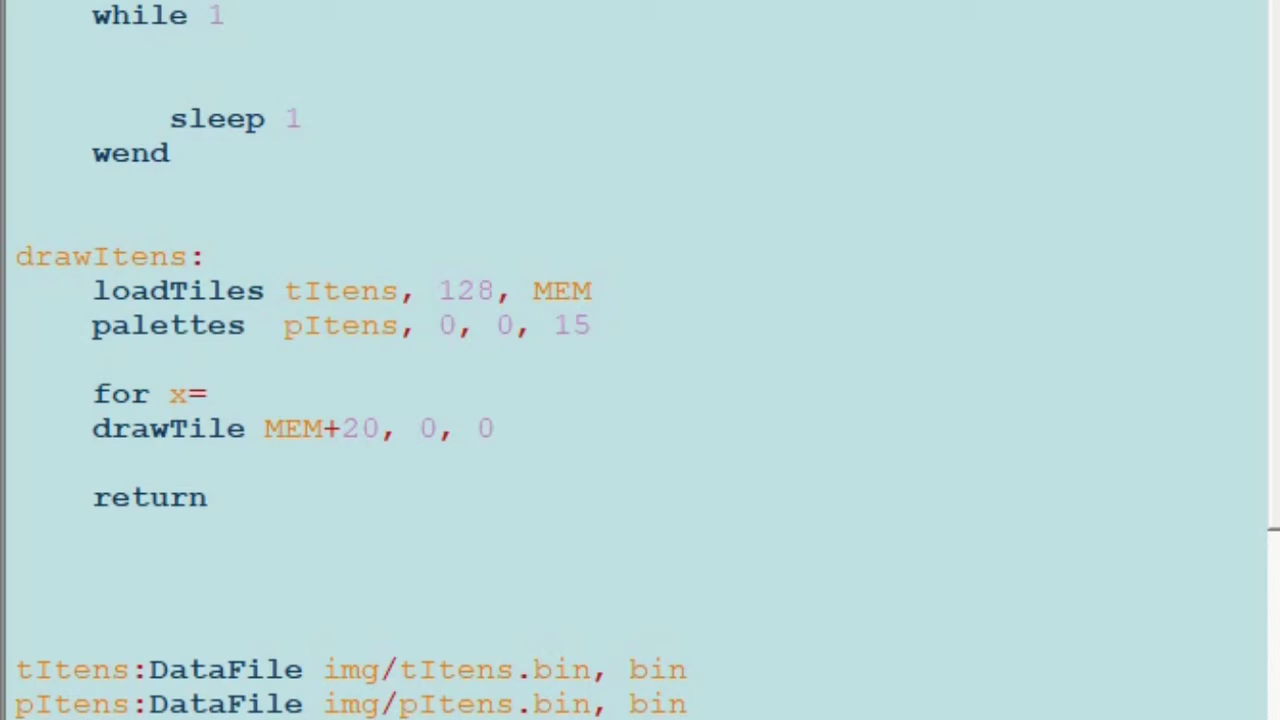 while 1
sleep 1
wend
drawItens:
loadTiles tItens, 128, MEM
palettes pItens, 0, 0, 15
for x=
drawTile MEM+20, 0, 0
return
tItens:DataFile img/tItens.bin, bin
pItens:DataFile img/pItens.bin, bin